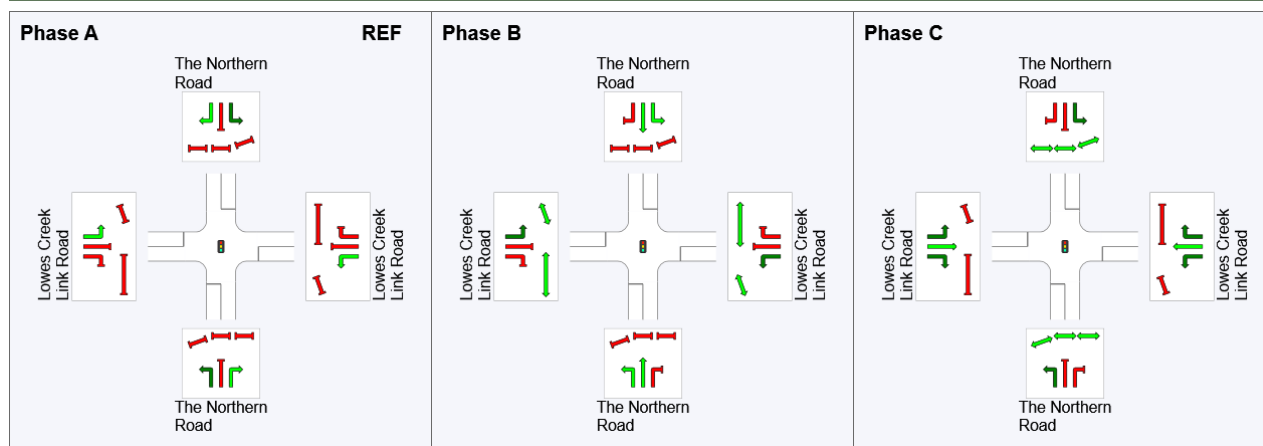 Phase A
REF
The Northern
Road
Lowes Creek
Link Road
Lowes Creek
Link Road
The Northern
Road
Phase B
The Northern
Road
Lowes Creek
Link Road
Lowes Creek
Link Road
The Northern
Road
Phase C
The Northern
Road
Lowes Creek
Link Road
Lowes Creek
Link Road
The Northern
Road